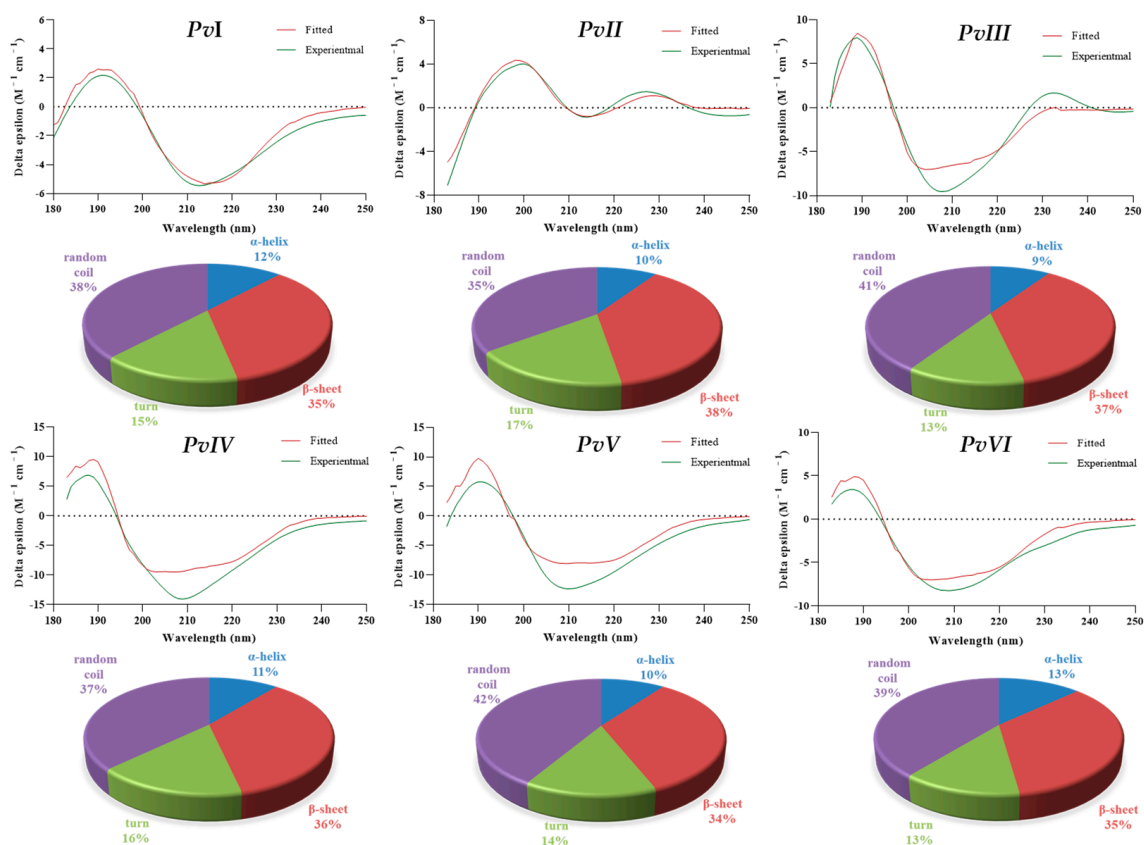 PvI
Delta epsilon (M⁻¹ cm⁻¹)
6
4
2
0
-2
-4
-6
Fitted
Experientmal
180 190 200 210 220 230 240 250
Wavelength (nm)
α-helix
12%
random
coil
38%
turn
15%
β-sheet
35%
PvII
Delta epsilon (M⁻¹ cm⁻¹)
8
4
0
-4
-8
Fitted
Experientmal
180 190 200 210 220 230 240 250
Wavelength (nm)
α-helix
10%
random
coil
35%
turn
17%
β-sheet
38%
PvIII
Delta epsilon (M⁻¹ cm⁻¹)
10
5
0
-5
-10
Fitted
Experientmal
180 190 200 210 220 230 240 250
Wavelength (nm)
α-helix
9%
random
coil
41%
turn
13%
β-sheet
37%
PvIV
Delta epsilon (M⁻¹ cm⁻¹)
15
10
5
0
-5
-10
-15
Fitted
Experientmal
180 190 200 210 220 230 240 250
Wavelength (nm)
α-helix
11%
random
coil
37%
turn
16%
β-sheet
36%
PvV
Delta epsilon (M⁻¹ cm⁻¹)
15
10
5
0
-5
-10
-15
Fitted
Experientmal
180 190 200 210 220 230 240 250
Wavelength (nm)
α-helix
10%
random
coil
42%
turn
14%
β-sheet
34%
PvVI
Delta epsilon (M⁻¹ cm⁻¹)
10
5
0
-5
-10
Fitted
Experientmal
180 190 200 210 220 230 240 250
Wavelength (nm)
α-helix
13%
random
coil
39%
turn
13%
β-sheet
35%